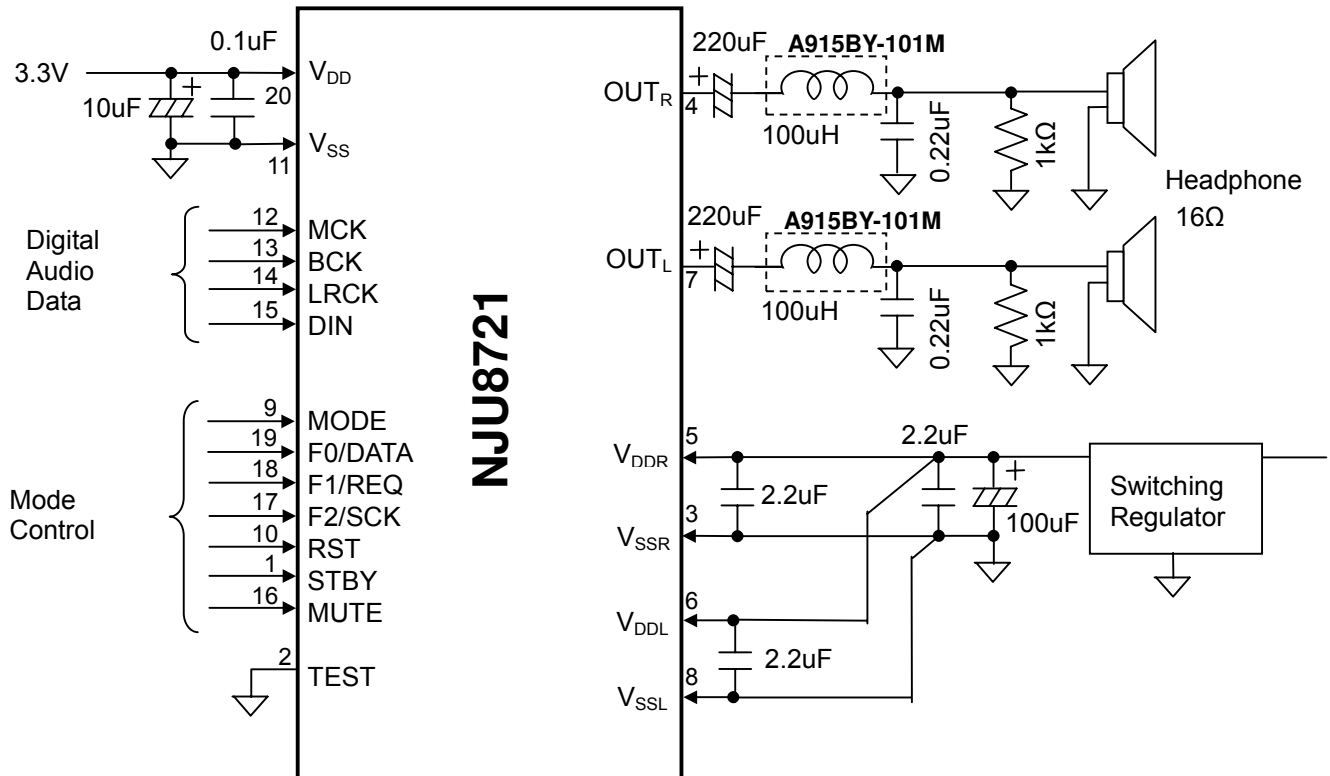 3.3V
0.1uF
10uF
VDD
20
VSS
11
Digital
Audio
Data
12
MCK
13
BCK
14
LRCK
15
DIN
Mode
Control
9
MODE
19
F0/DATA
18
F1/REQ
17
F2/SCK
10
RST
1
STBY
16
MUTE
2
TEST
NJU8721
OUTR
4
+
220uF
A915BY-101M
100uH
0.22uF
1kΩ
Headphone
16Ω
OUTL
7
+
220uF
A915BY-101M
100uH
0.22uF
1kΩ
VDDR
5
2.2uF
2.2uF
+
100uF
Switching
Regulator
VSSR
3
VDDL
6
2.2uF
VSSL
8
+